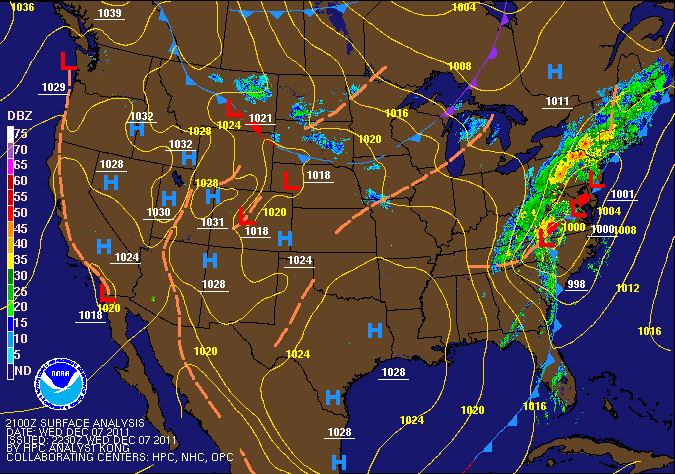 1036
1039
1004
L
1029
1008
H
1011
DBZ
75
70
65
60
55
50
45
40
35
30
25
20
15
10
5
ND
1032
H
1028
L
1021
1024
1016
1020
1032
H
1028
H
1028
H
1030
H
1031
L
1018
L
1018
1020
L
1001
L
1004
1000
1000
1008
L
H
1024
H
1028
H
1024
998
1012
1016
L
1020
1018
1020
1024
H
1028
H
1028
H
1024
1020
1016
NOAA
2100Z SURFACE ANALYSIS
DATE: WED DEC 07 2011
ISSUED: 2230Z WED DEC 07 2011
BY HPC ANALYST KONG
COLLABORATING CENTERS: HPC, NHC, OPC